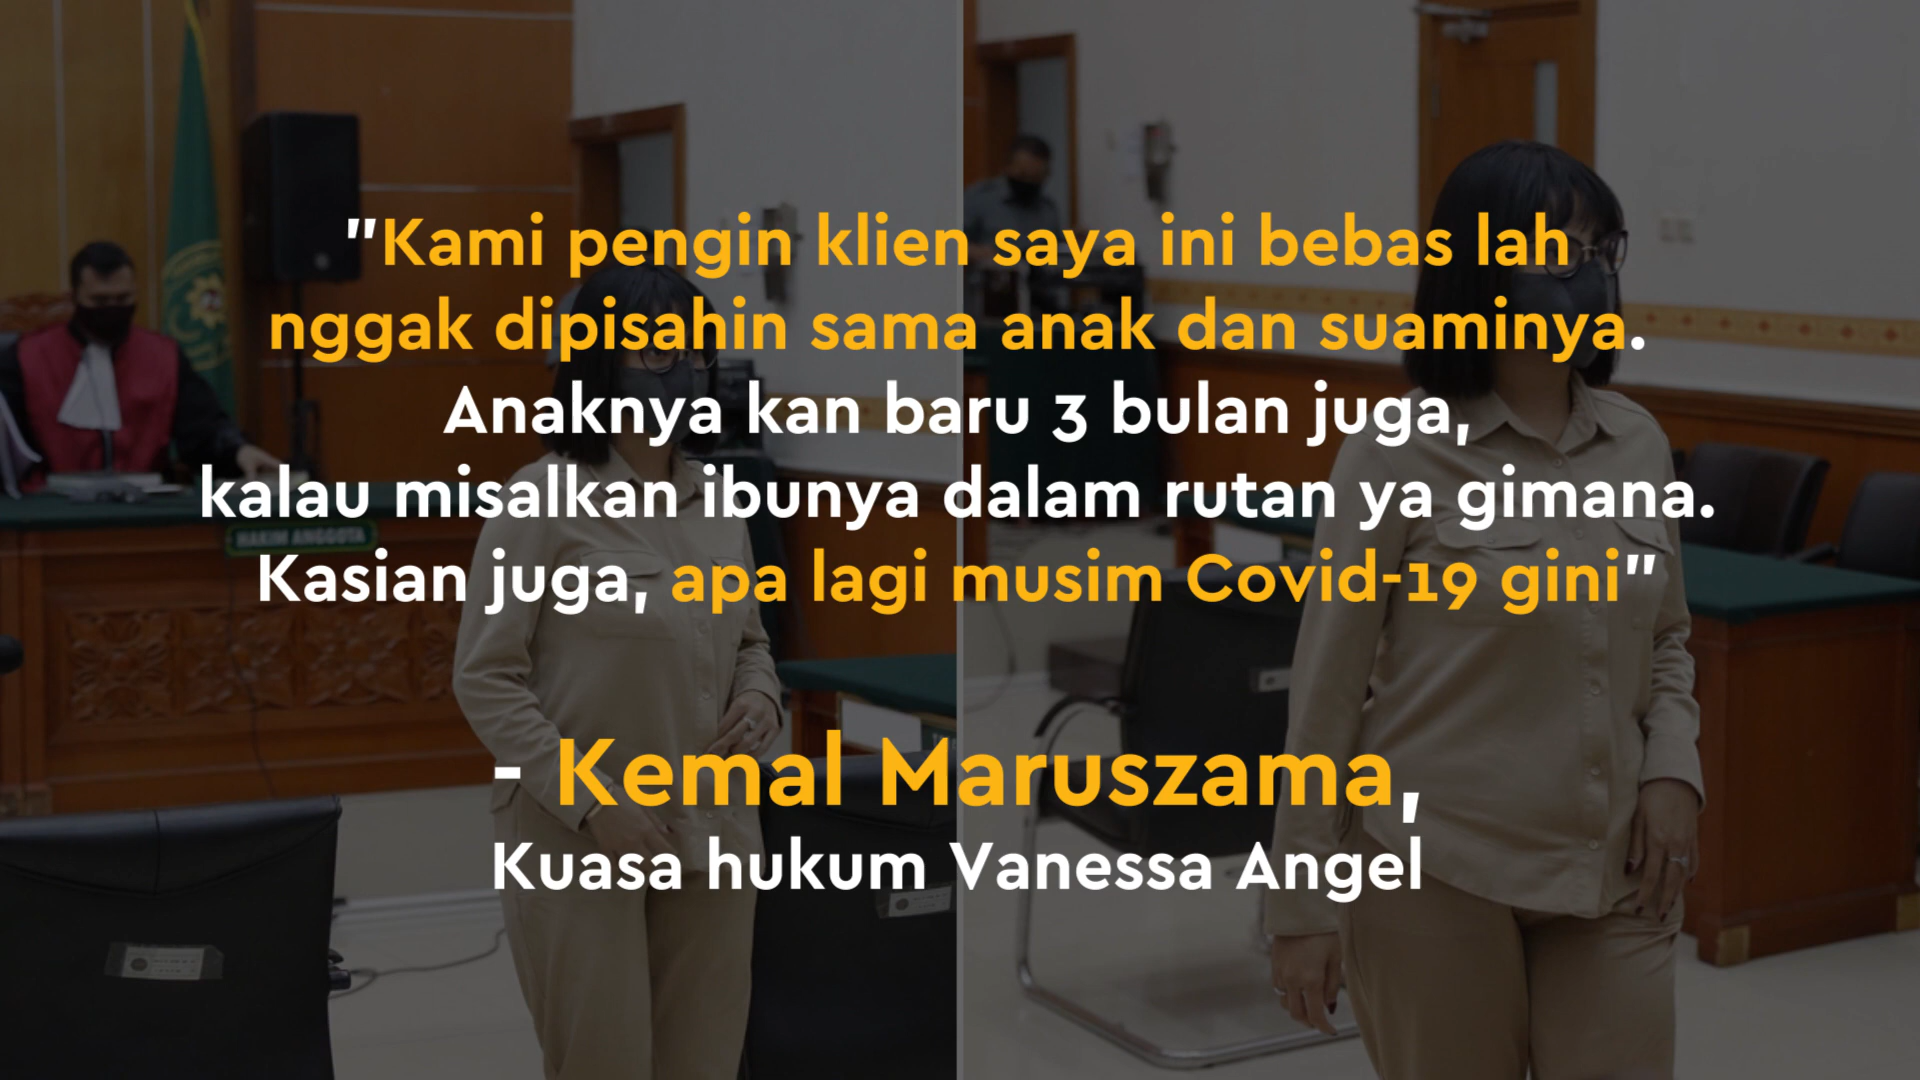 "Kami pengin klien saya ini bebas lah
nggak dipisahin sama anak dan suaminya.
Anaknya kan baru 3 bulan juga,
kalau misalkan ibunya dalam rutan ya gimana.
Kasian juga, apa lagi musim Covid-19 gini"
- Kemal Maruszama,
Kuasa hukum Vanessa Angel
HAKIM ANGGOTA